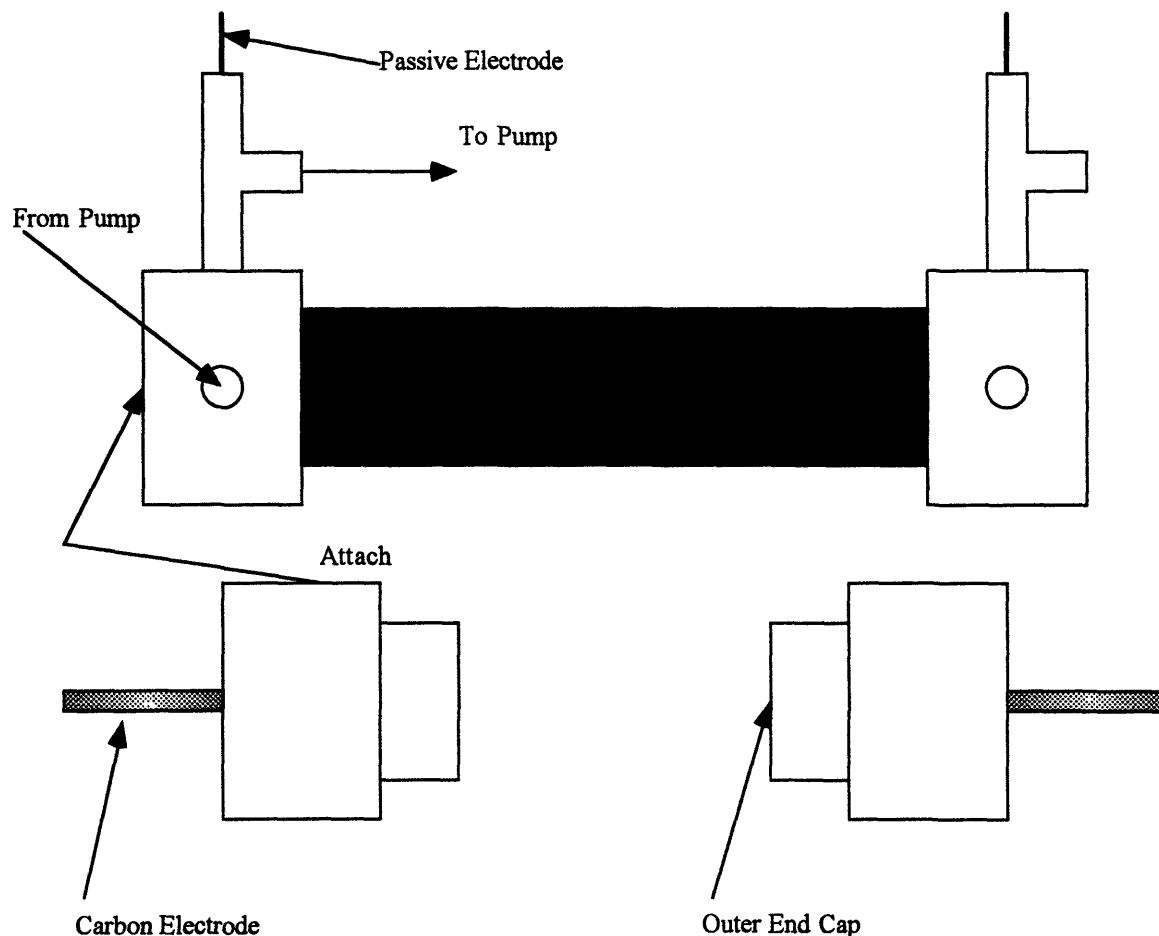 Passive Electrode
To Pump
From Pump
Attach
Carbon Electrode
Outer End Cap